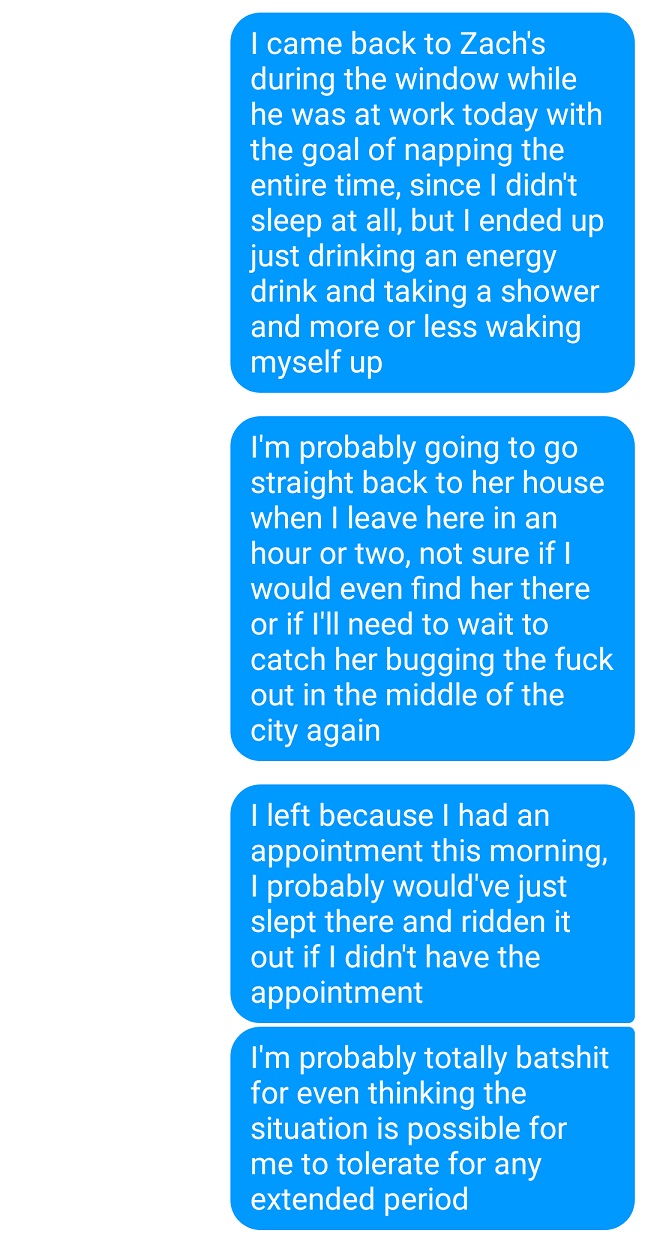 I came back to Zach's
during the window while
he was at work today with
the goal of napping the
entire time, since I didn't
sleep at all, but I ended up
just drinking an energy
drink and taking a shower
and more or less waking
myself up
I'm probably going to go
straight back to her house
when I leave here in an
hour or two, not sure if I
would even find her there
or if I'll need to wait to
catch her bugging the fuck
out in the middle of the
city again
I left because I had an
appointment this morning,
I probably would've just
slept there and ridden it
out if I didn't have the
appointment
I'm probably totally batshit
for even thinking the
situation is possible for
me to tolerate for any
extended period